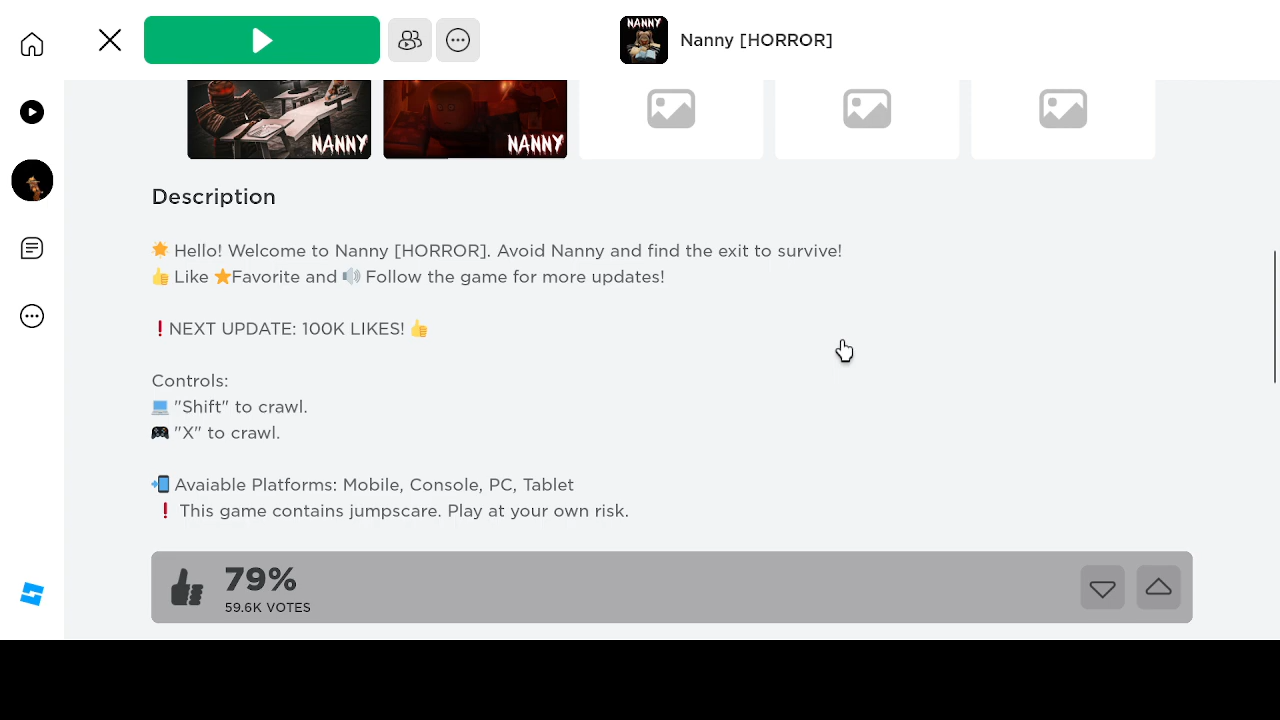 NANNY
Nanny [HORROR]
NANNY
NANNY
Description
Hello! Welcome to Nanny [HORROR]. Avoid Nanny and find the exit to survive!
👍 Like ⭐Favorite and 🔊 Follow the game for more updates!
❗NEXT UPDATE: 100K LIKES! 👍
Controls:
💻 "Shift" to crawl.
🎮 "X" to crawl.
📲 Avaiable Platforms: Mobile, Console, PC, Tablet
❗ This game contains jumpscare. Play at your own risk.
79%
59.6K VOTES